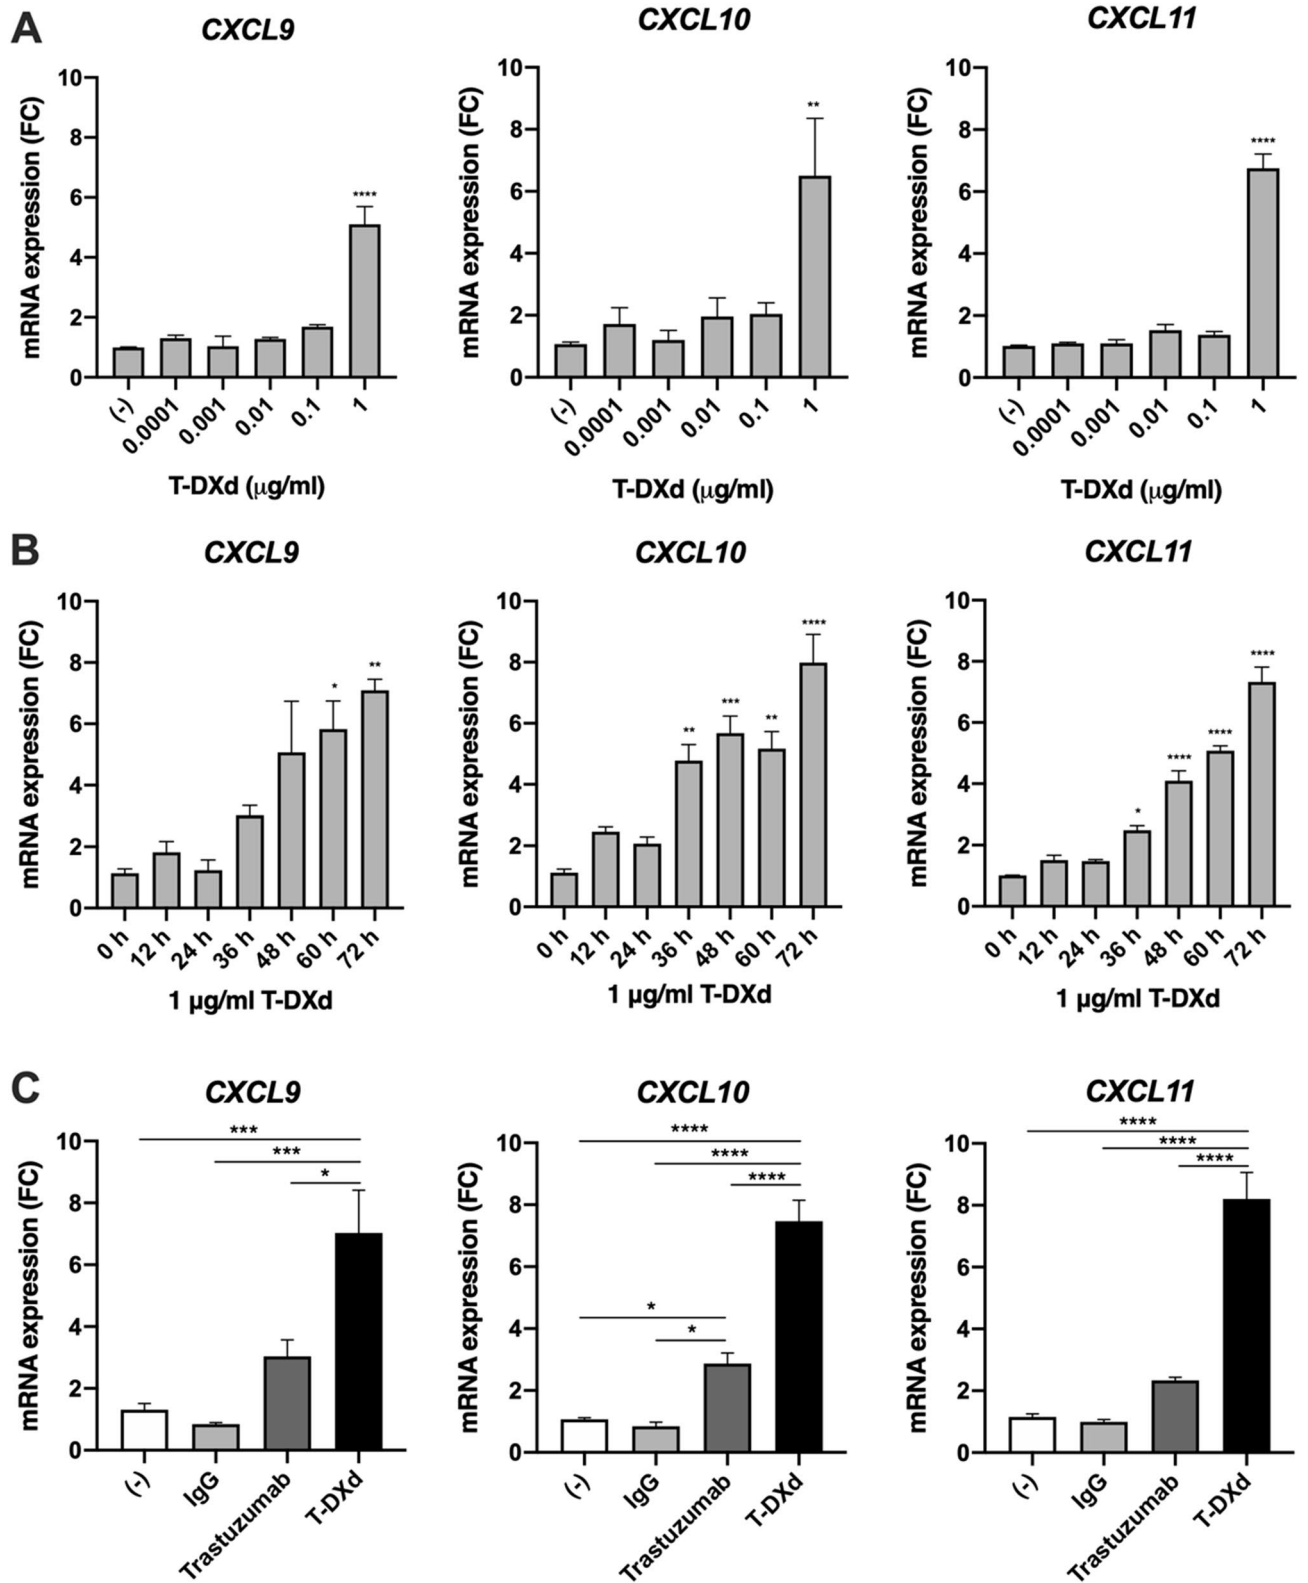 A
CXCL9
CXCL10
CXCL11
mRNA expression (FC)
10
8
6
4
2
0
****
(-)
0.0001
0.001
0.01
0.1
1
T-DXd (μg/ml)
mRNA expression (FC)
10
8
6
4
2
0
**
(-)
0.0001
0.001
0.01
0.1
1
T-DXd (μg/ml)
mRNA expression (FC)
10
8
6
4
2
0
****
(-)
0.0001
0.001
0.01
0.1
1
T-DXd (μg/ml)
B
CXCL9
CXCL10
CXCL11
mRNA expression (FC)
10
8
6
4
2
0
*
**
0 h
12 h
24 h
36 h
48 h
60 h
72 h
1 μg/ml T-DXd
mRNA expression (FC)
10
8
6
4
2
0
**
***
**
****
0 h
12 h
24 h
36 h
48 h
60 h
72 h
1 μg/ml T-DXd
mRNA expression (FC)
10
8
6
4
2
0
*
****
****
****
0 h
12 h
24 h
36 h
48 h
60 h
72 h
1 μg/ml T-DXd
C
CXCL9
CXCL10
CXCL11
mRNA expression (FC)
10
8
6
4
2
0
***
***
*
(-)
IgG
Trastuzumab
T-DXd
mRNA expression (FC)
10
8
6
4
2
0
****
****
****
*
*
(-)
IgG
Trastuzumab
T-DXd
mRNA expression (FC)
10
8
6
4
2
0
****
****
****
(-)
IgG
Trastuzumab
T-DXd